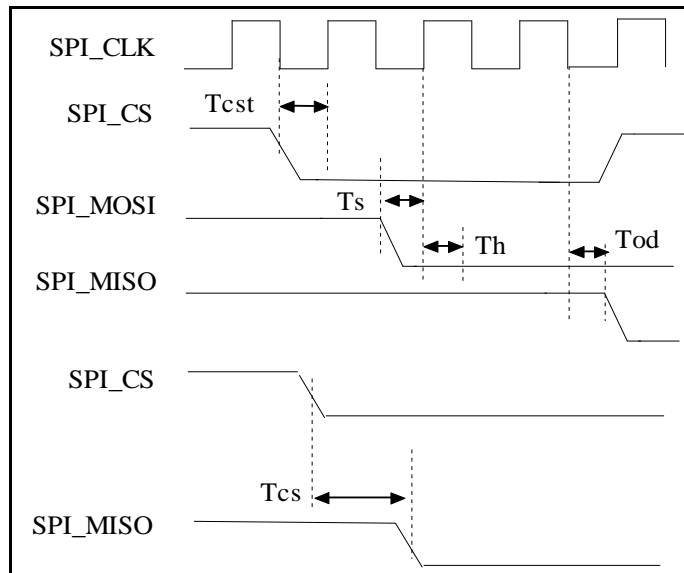 SPI_CLK
Tcst
SPI_CS
Ts
SPI_MOSI
Th
Tod
SPI_MISO
SPI_CS
Tcs
SPI_MISO